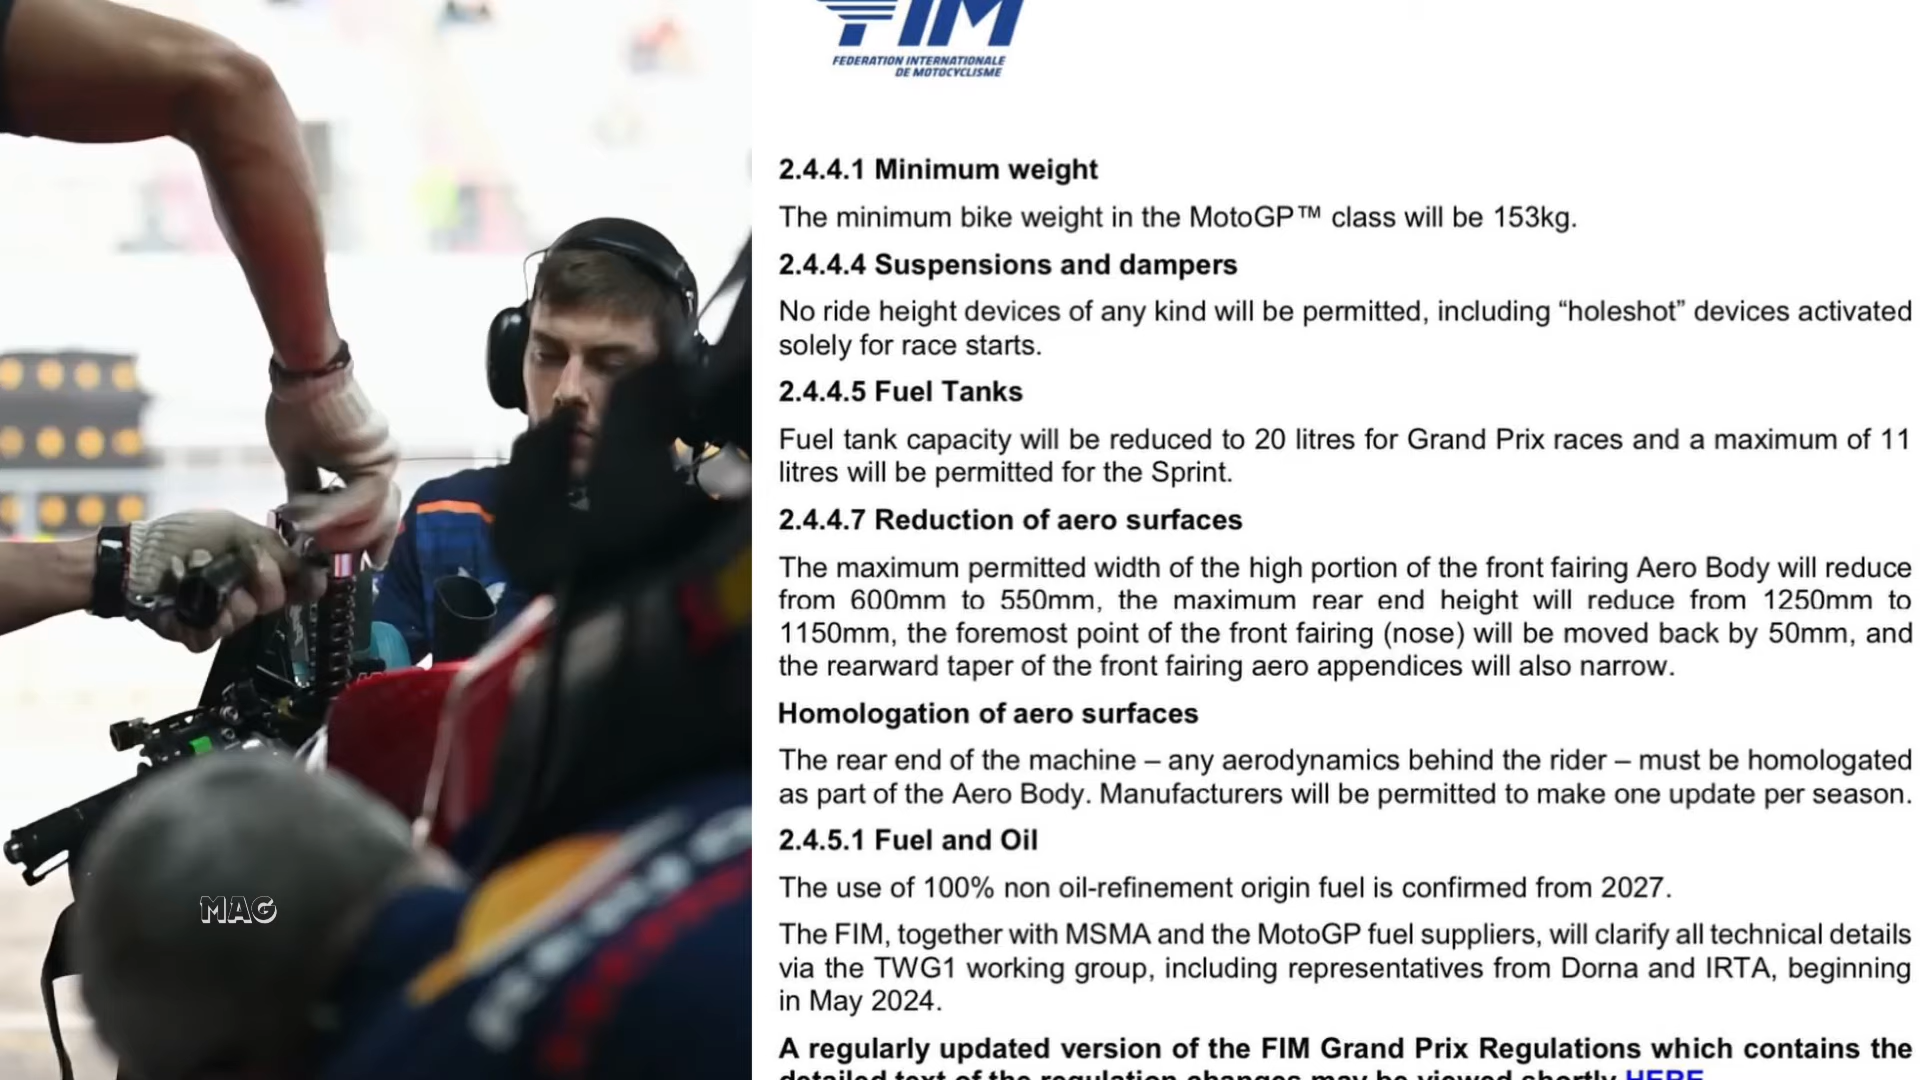 FIM
FEDERATION INTERNATIONALE
DE MOTOCYCLISME
2.4.4.1 Minimum weight
The minimum bike weight in the MotoGP™ class will be 153kg.
2.4.4.4 Suspensions and dampers
No ride height devices of any kind will be permitted, including “holeshot” devices activated
solely for race starts.
2.4.4.5 Fuel Tanks
Fuel tank capacity will be reduced to 20 litres for Grand Prix races and a maximum of 11
litres will be permitted for the Sprint.
2.4.4.7 Reduction of aero surfaces
The maximum permitted width of the high portion of the front fairing Aero Body will reduce
from 600mm to 550mm, the maximum rear end height will reduce from 1250mm to
1150mm, the foremost point of the front fairing (nose) will be moved back by 50mm, and
the rearward taper of the front fairing aero appendices will also narrow.
Homologation of aero surfaces
The rear end of the machine – any aerodynamics behind the rider – must be homologated
as part of the Aero Body. Manufacturers will be permitted to make one update per season.
2.4.5.1 Fuel and Oil
The use of 100% non oil-refinement origin fuel is confirmed from 2027.
The FIM, together with MSMA and the MotoGP fuel suppliers, will clarify all technical details
via the TWG1 working group, including representatives from Dorna and IRTA, beginning
in May 2024.
A regularly updated version of the FIM Grand Prix Regulations which contains the
detailed text of the regulation changes may be viewed shortly HERE
MAG